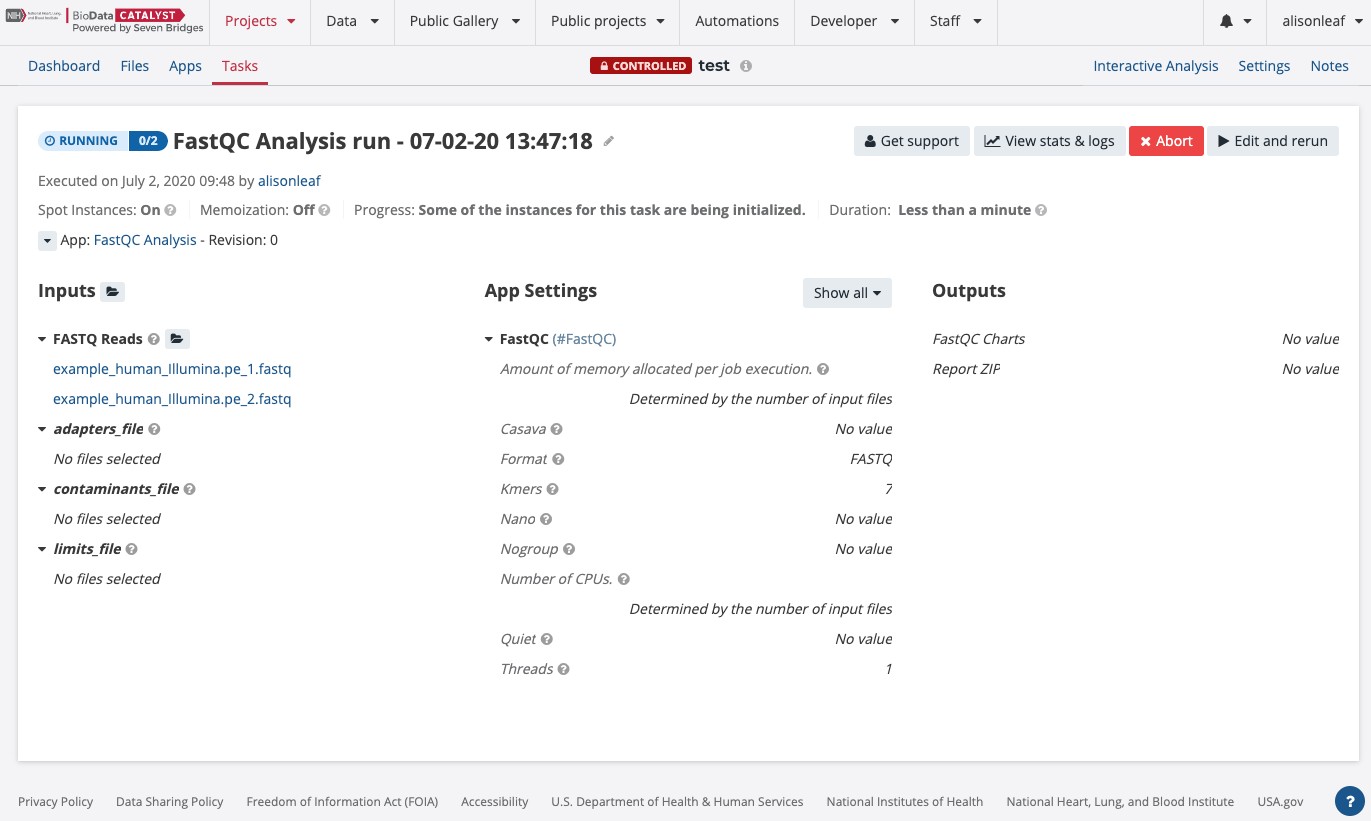 NIH BioData CATALYST
Powered by Seven Bridges
Projects Data Public Gallery Public projects Automations Developer Staff alisonleaf
Dashboard Files Apps Tasks CONTROLLED test Interactive Analysis Settings Notes
RUNNING 0/2 FastQC Analysis run - 07-02-20 13:47:18 Get support View stats & logs Abort Edit and rerun
Executed on July 2, 2020 09:48 by alisonleaf
Spot Instances: On Memoization: Off Progress: Some of the instances for this task are being initialized. Duration: Less than a minute
App: FastQC Analysis - Revision: 0
Inputs
FASTQ Reads
example_human_Illumina.pe_1.fastq
example_human_Illumina.pe_2.fastq
adapters_file
No files selected
contaminants_file
No files selected
limits_file
No files selected
App Settings Show all
FastQC (#FastQC)
Amount of memory allocated per job execution.
Determined by the number of input files
Casava No value
Format FASTQ
Kmers 7
Nano No value
Nogroup No value
Number of CPUs.
Determined by the number of input files
Quiet No value
Threads 1
Outputs
FastQC Charts No value
Report ZIP No value
Privacy Policy Data Sharing Policy Freedom of Information Act (FOIA) Accessibility U.S. Department of Health & Human Services National Institutes of Health National Heart, Lung, and Blood Institute USA.gov ?